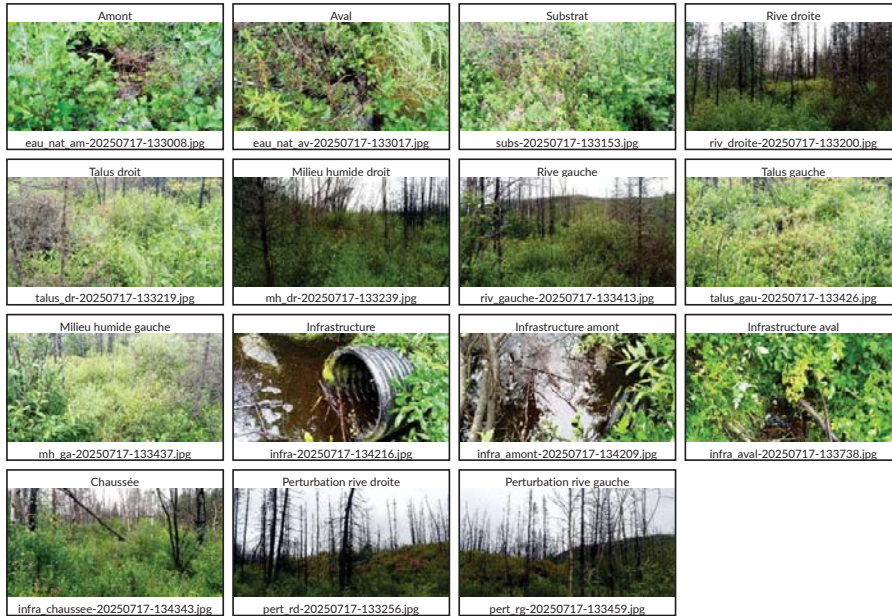 Amont
eau_nat_am-20250717-133008.jpg
Aval
eau_nat_av-20250717-133017.jpg
Substrat
subs-20250717-133153.jpg
Rive droite
riv_droite-20250717-133200.jpg
Talus droit
talus_dr-20250717-133219.jpg
Milieu humide droit
mh_dr-20250717-133239.jpg
Rive gauche
riv_gauche-20250717-133413.jpg
Talus gauche
talus_gau-20250717-133426.jpg
Milieu humide gauche
mh_ga-20250717-133437.jpg
Infrastructure
infra-20250717-134216.jpg
Infrastructure amont
infra_amont-20250717-134209.jpg
Infrastructure aval
infra_aval-20250717-133738.jpg
Chaussée
infra_chaussee-20250717-134343.jpg
Perturbation rive droite
pert_rd-20250717-133256.jpg
Perturbation rive gauche
pert_rg-20250717-133459.jpg